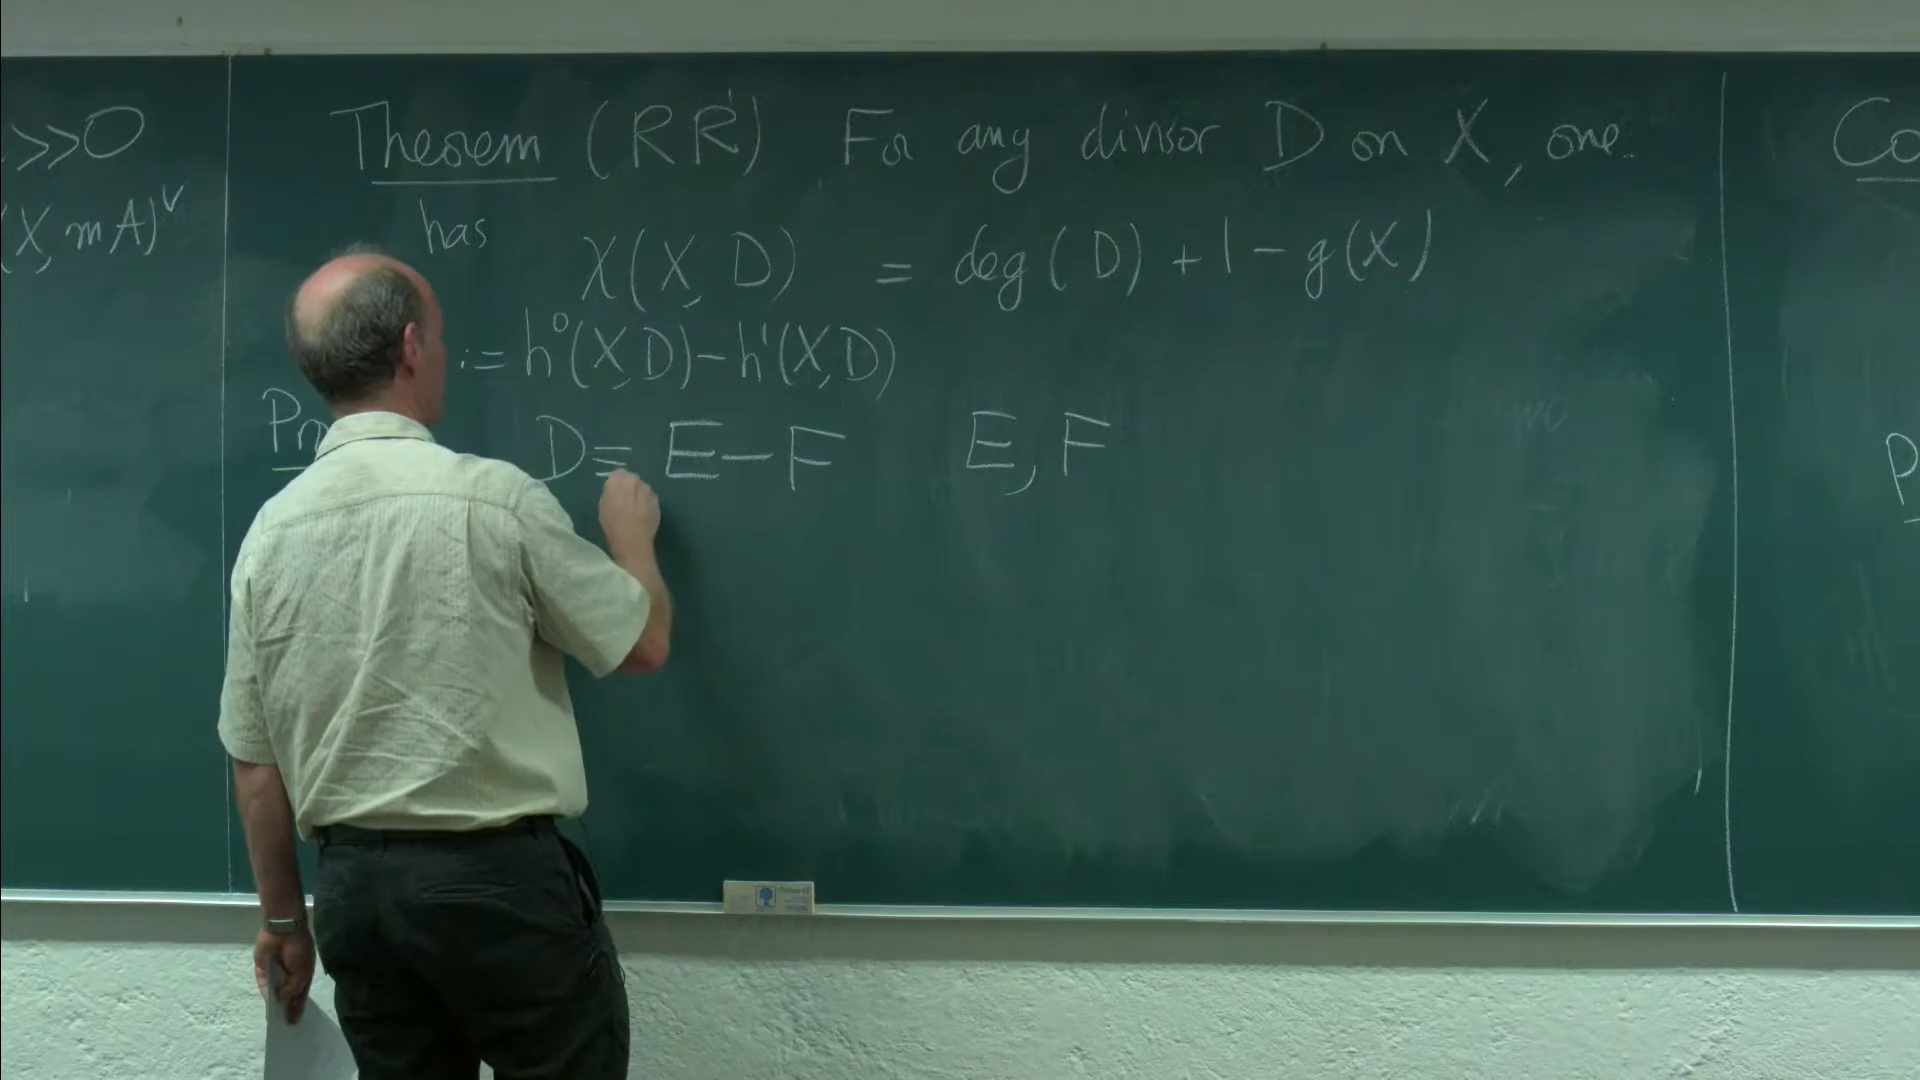 >>0
(X, mA)^∨
Theorem (RR) For any divisor D on X, one
has χ(X, D) = deg(D) + 1 - g(X)
:= h⁰(X,D) - h¹(X,D)
D = E - F E, F
Co
P